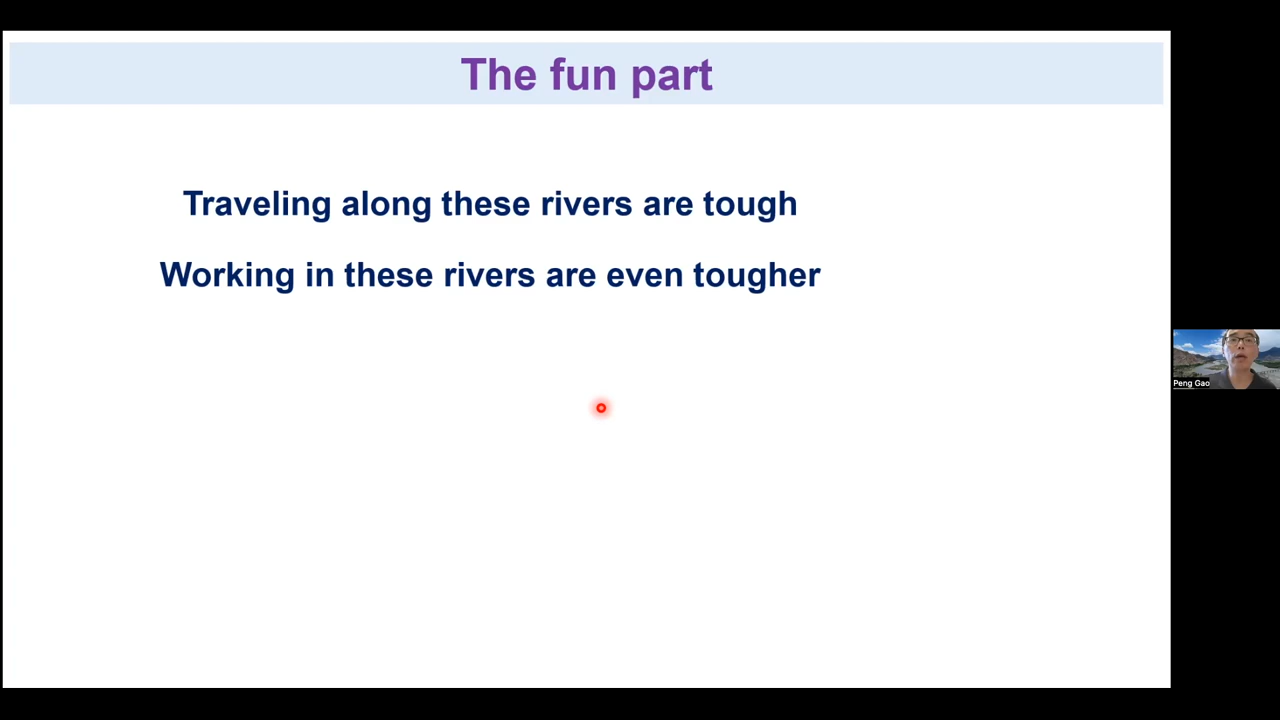 The fun part
Traveling along these rivers are tough
Working in these rivers are even tougher
Peng Gao